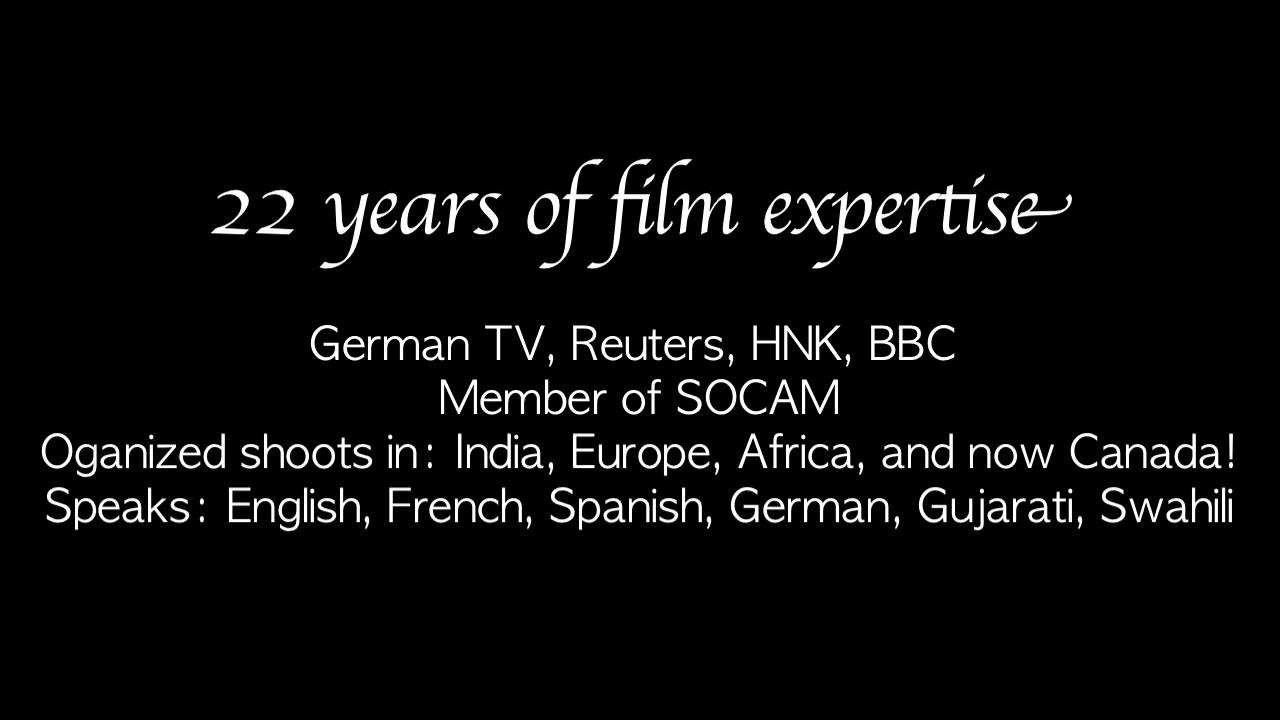 22 years of film expertise
German TV, Reuters, HNK, BBC
Member of SOCAM
Oganized shoots in: India, Europe, Africa, and now Canada!
Speaks: English, French, Spanish, German, Gujarati, Swahili